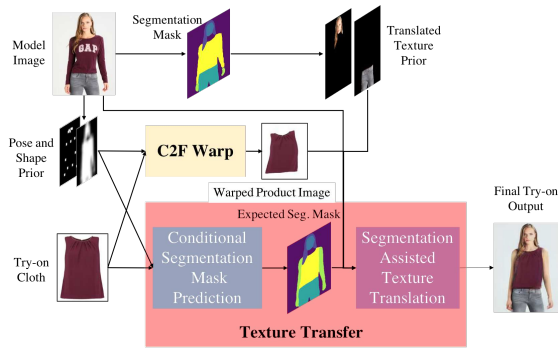 Model
Image
GAP
Segmentation
Mask
Translated
Texture
Prior
Pose and
Shape
Prior
C2F Warp
Warped Product Image
Expected Seg. Mask
Final Try-on
Output
Try-on
Cloth
Conditional
Segmentation
Mask
Prediction
Segmentation
Assisted
Texture
Translation
Texture Transfer